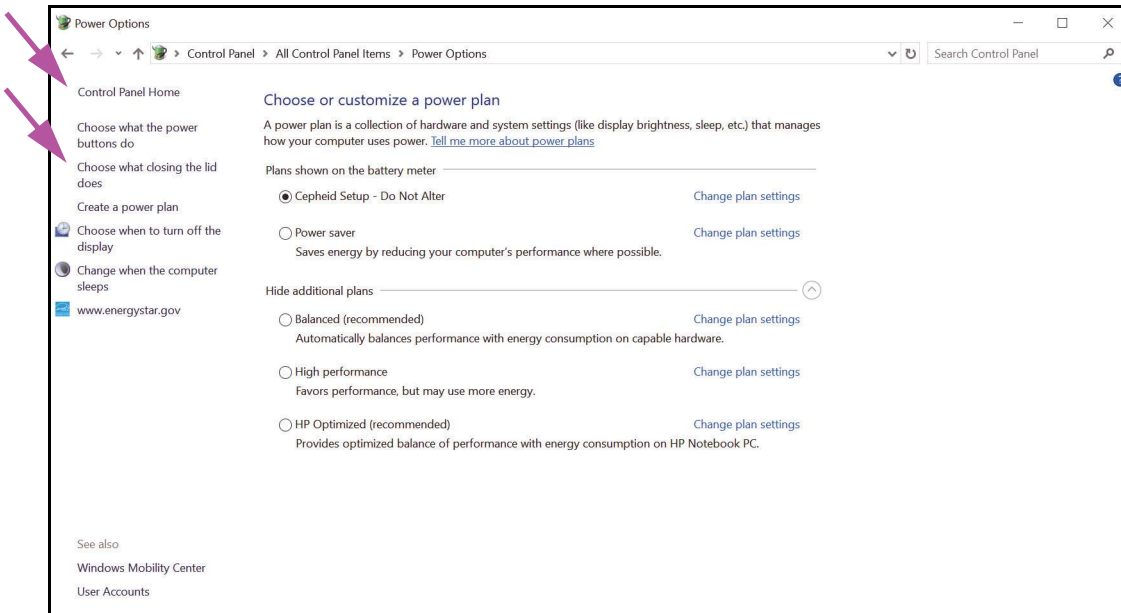 Power Options
Control Panel > All Control Panel Items > Power Options
Search Control Panel
Control Panel Home
Choose what the power
buttons do
Choose what closing the lid
does
Create a power plan
Choose when to turn off the
display
Change when the computer
sleeps
www.energystar.gov
Choose or customize a power plan
A power plan is a collection of hardware and system settings (like display brightness, sleep, etc.) that manages
how your computer uses power. Tell me more about power plans
Plans shown on the battery meter
Cepheid Setup - Do Not Alter Change plan settings
Power saver Change plan settings
Saves energy by reducing your computer's performance where possible.
Hide additional plans
Balanced (recommended) Change plan settings
Automatically balances performance with energy consumption on capable hardware.
High performance Change plan settings
Favors performance, but may use more energy.
HP Optimized (recommended) Change plan settings
Provides optimized balance of performance with energy consumption on HP Notebook PC.
See also
Windows Mobility Center
User Accounts